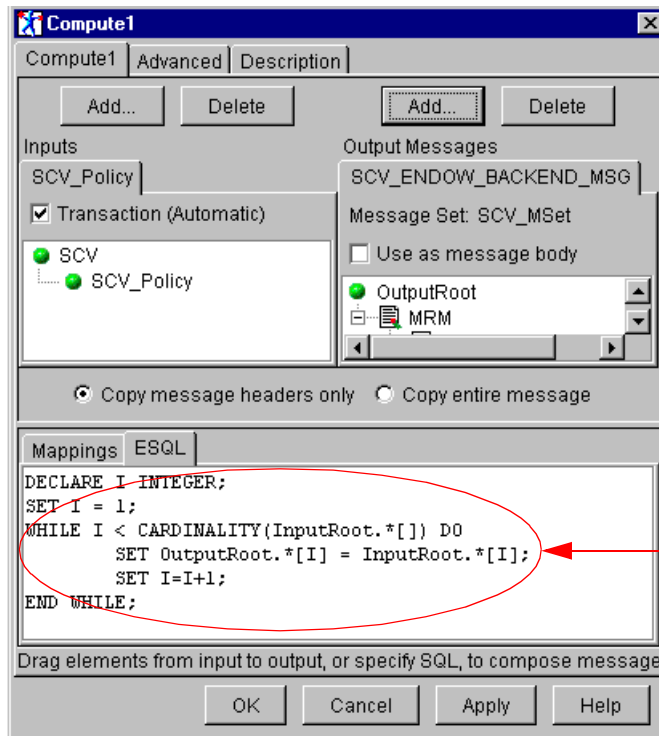 Compute1
Compute1 Advanced Description
Add... Delete Add... Delete
Inputs Output Messages
SCV_Policy SCV_ENDOW_BACKEND_MSG
Transaction (Automatic) Message Set: SCV_MSet
Use as message body
SCV
SCV_Policy
OutputRoot
MRM
Copy message headers only Copy entire message
Mappings ESQL
DECLARE I INTEGER;
SET I = 1;
WHILE I < CARDINALITY(InputRoot.*[]) DO
SET OutputRoot.*[I] = InputRoot.*[I];
SET I=I+1;
END WHILE;
Drag elements from input to output, or specify SQL, to compose message
OK Cancel Apply Help